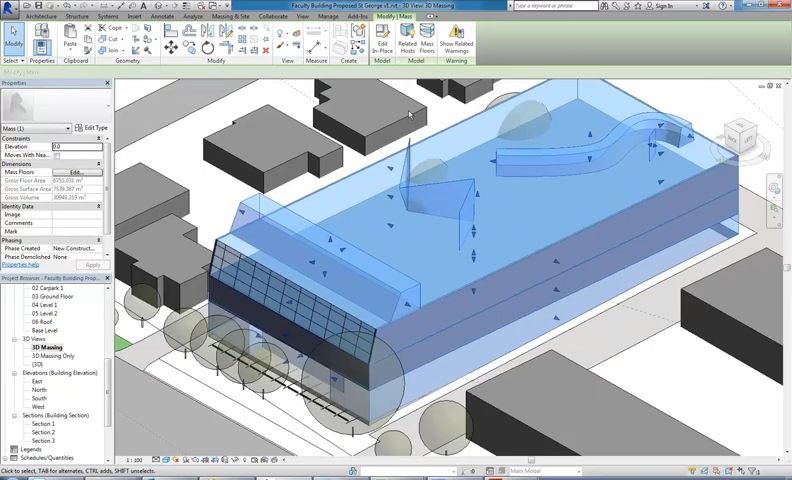 Faculty Building Proposed St George v1.rvt - 3D View: 3D Massing
Sign In
Architecture Structure Systems Insert Annotate Analyze Massing & Site Collaborate View Manage Add-Ins Modify | Mass
Modify
Properties
Paste
Cope
Cut
Join
Edit In-Place
Related Hosts
Mass Floors
Show Related Warnings
Select Properties Clipboard Geometry Modify View Measure Create Model Model Warning
Modify | Mass
Properties
Mass (1)
Edit Type
Constraints
Elevation 0.0
Moves With Nea...
Dimensions
Mass Floors Edit...
Gross Floor Area 6753.031 m²
Gross Surface Area 7539.387 m²
Gross Volume 30940.219 m³
Identity Data
Image
Comments
Mark
Phasing
Phase Created New Construct...
Phase Demolished None
Properties help
Apply
Project Browser - Faculty Building Propose...
02 Carpark 1
03 Ground Floor
04 Level 1
05 Level 2
06 Roof
Base Level
3D Views
3D Massing
3D Massing Only
{3D}
Elevations (Building Elevation)
East
North
South
West
Sections (Building Section)
Section 1
Section 2
Section 3
Legends
Schedules/Quantities
1 : 100
Click to select, TAB for alternates, CTRL adds, SHIFT unselects.
:0
Main Model
:1